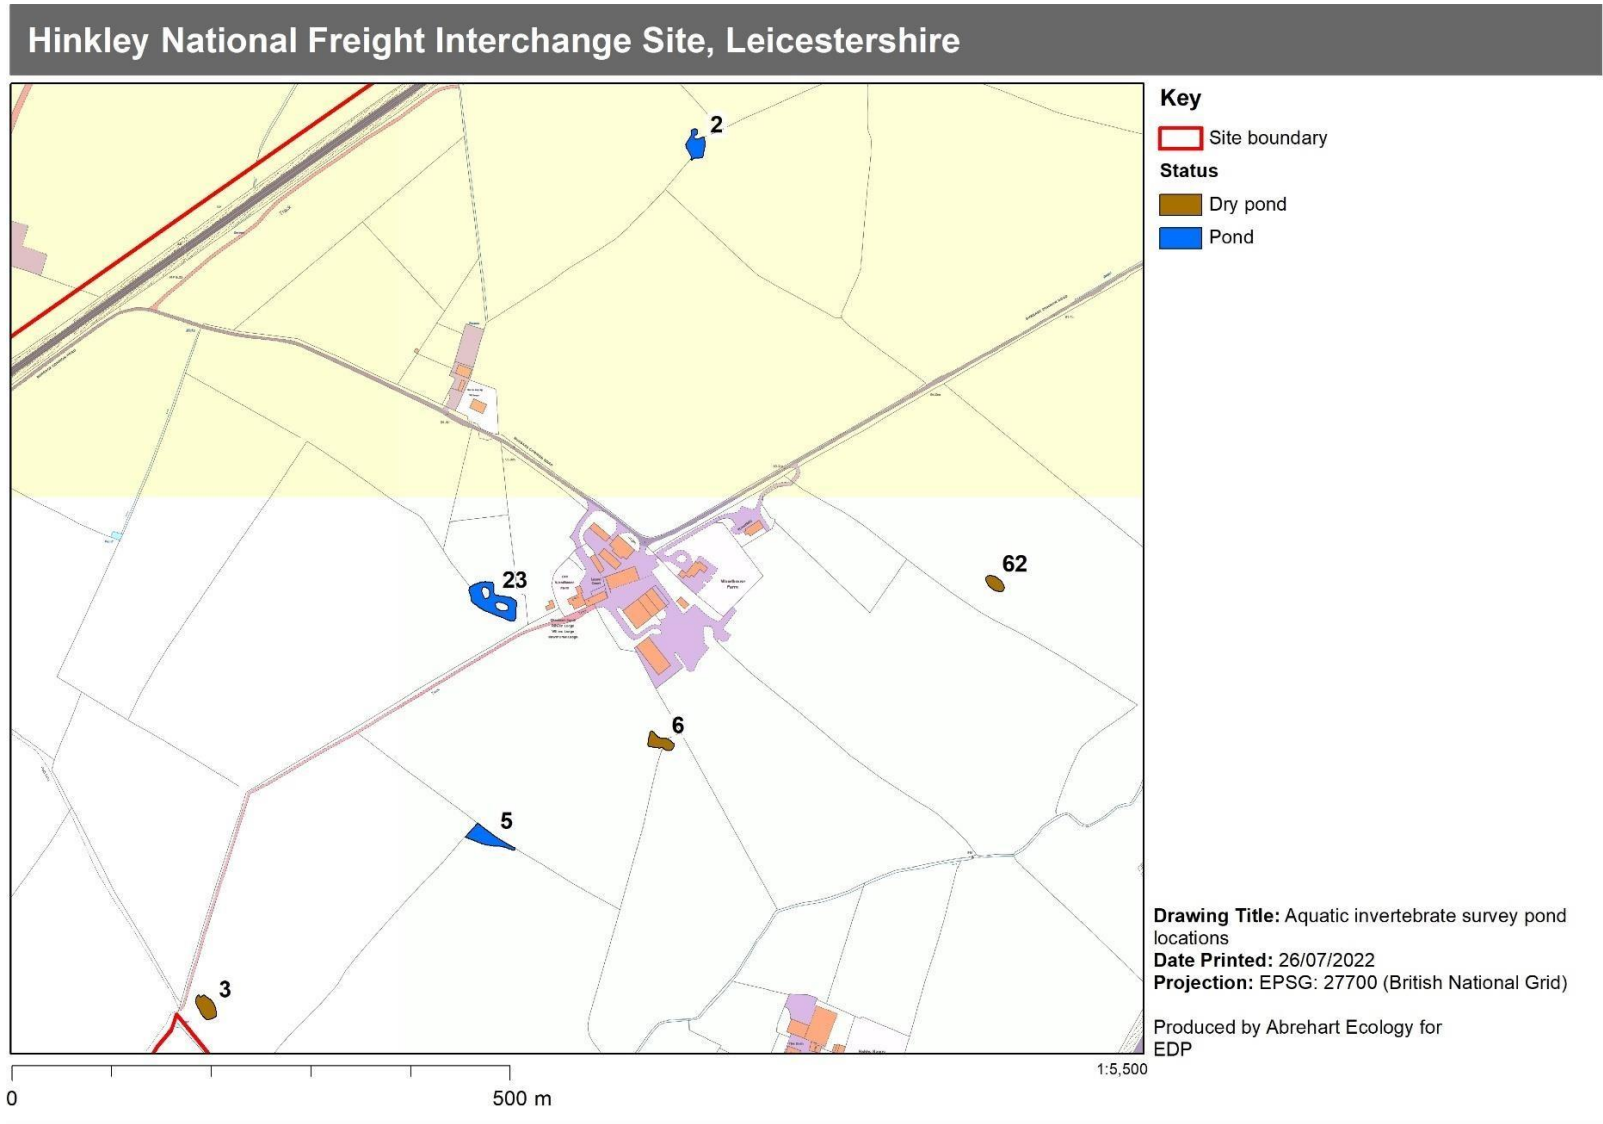 Hinkley National Freight Interchange Site, Leicestershire
Key
Site boundary
Status
Dry pond
Pond
2
23
62
6
5
3
Track
Drawing Title: Aquatic invertebrate survey pond
locations
Date Printed: 26/07/2022
Projection: EPSG: 27700 (British National Grid)
Produced by Abrehart Ecology for
EDP
1:5,500
0
500 m